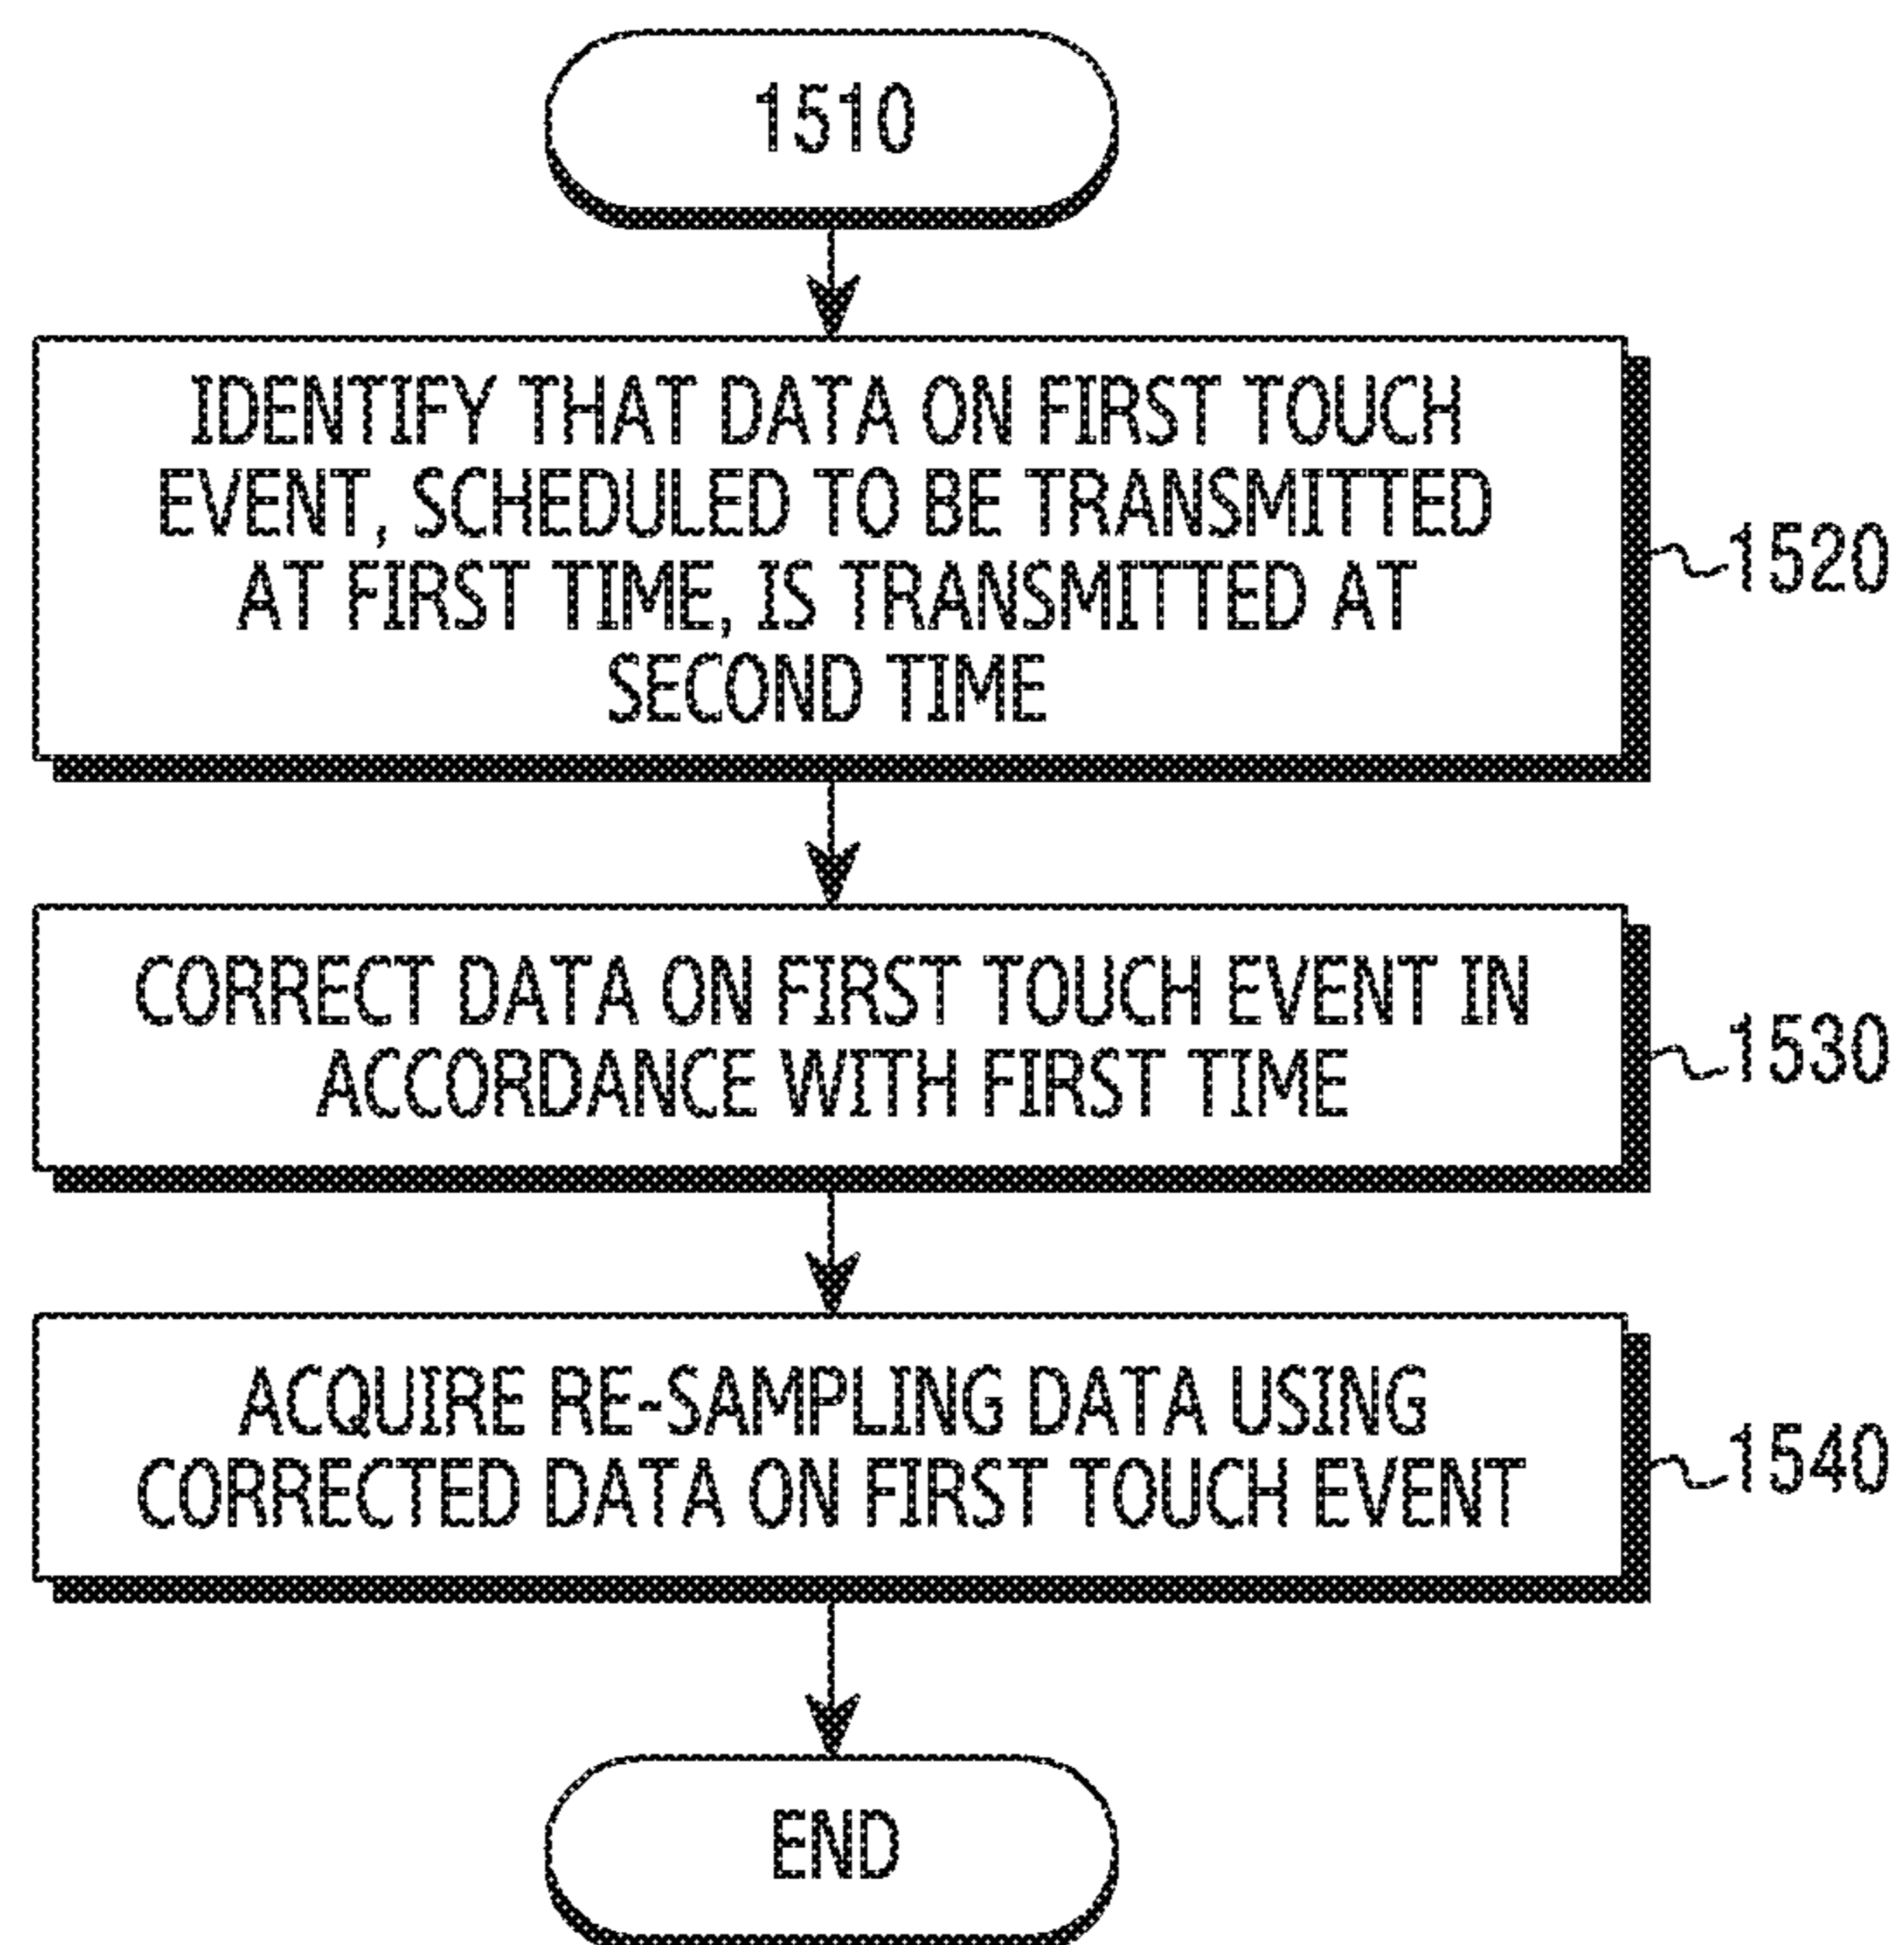 1510
IDENTIFY THAT DATA ON FIRST TOUCH
EVENT, SCHEDULED TO BE TRANSMITTED
AT FIRST TIME, IS TRANSMITTED AT
SECOND TIME
1520
CORRECT DATA ON FIRST TOUCH EVENT IN
ACCORDANCE WITH FIRST TIME
1530
ACQUIRE RE-SAMPLING DATA USING
CORRECTED DATA ON FIRST TOUCH EVENT
1540
END